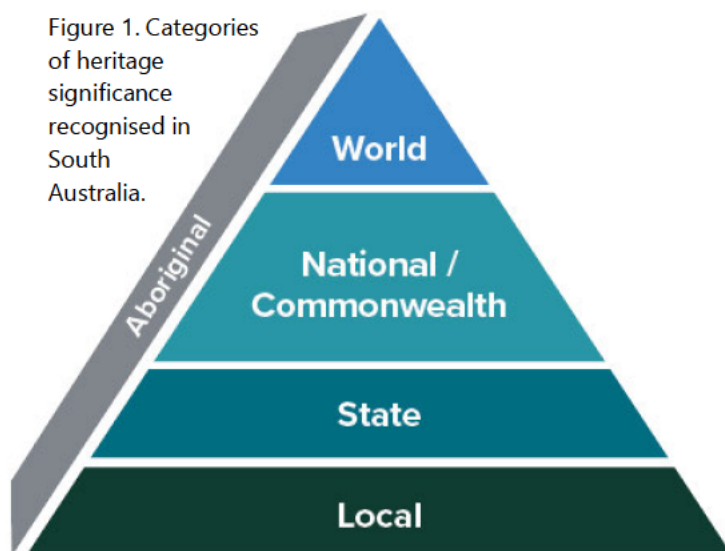 Figure 1. Categories
of heritage
significance
recognised in
South
Australia.
World
Aboriginal
National /
Commonwealth
State
Local